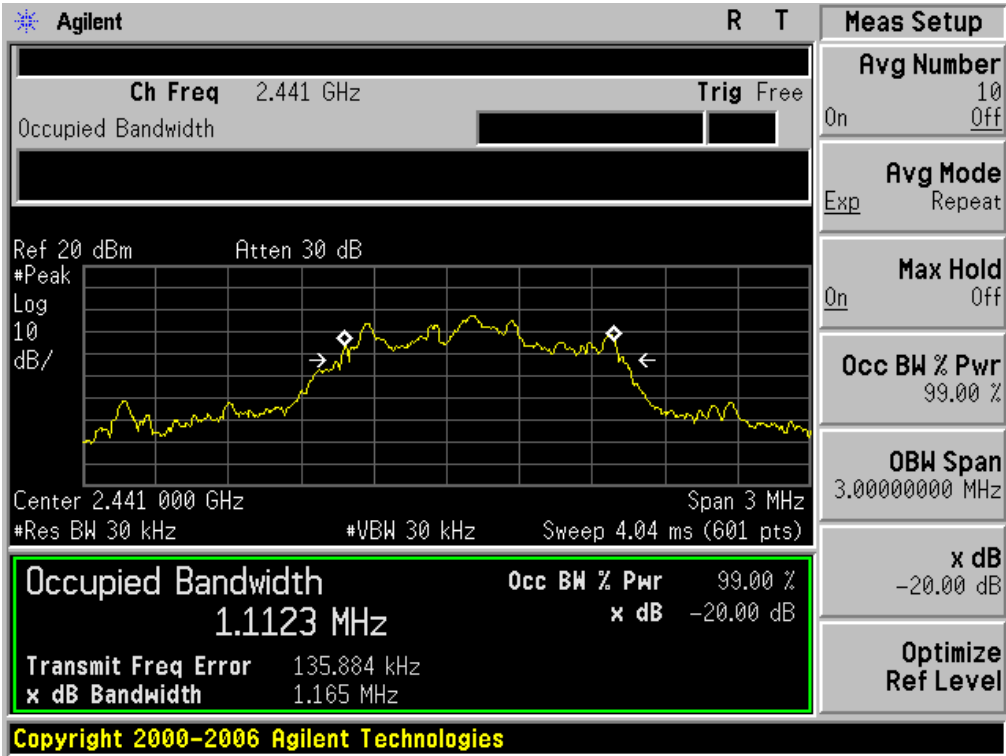 Agilent R T
Ch Freq 2.441 GHz Trig Free
Occupied Bandwidth
Ref 20 dBm Atten 30 dB
#Peak
Log
10
dB/
Center 2.441 000 GHz Span 3 MHz
#Res BW 30 kHz #VBW 30 kHz Sweep 4.04 ms (601 pts)
Occupied Bandwidth
1.1123 MHz
Occ BW % Pwr 99.00 %
x dB -20.00 dB
Transmit Freq Error 135.884 kHz
x dB Bandwidth 1.165 MHz
Copyright 2000-2006 Agilent Technologies
Meas Setup
Avg Number
10
On Off
Avg Mode
Exp Repeat
Max Hold
On Off
Occ BW % Pwr
99.00 %
OBW Span
3.00000000 MHz
x dB
-20.00 dB
Optimize
Ref Level